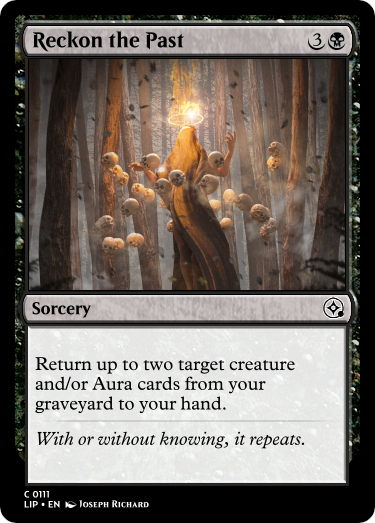 Reckon the Past 3
Sorcery
Return up to two target creature
and/or Aura cards from your
graveyard to your hand.
With or without knowing, it repeats.
C 0111
LIP • EN Joseph Richard